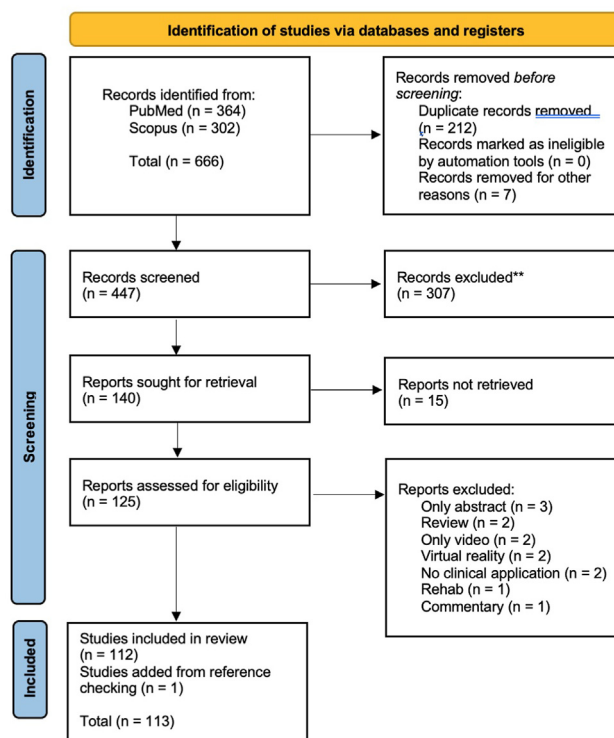 Identification of studies via databases and registers
Identification
Records identified from:
PubMed (n = 364)
Scopus (n = 302)
Total (n = 666)
Records removed before
screening:
Duplicate records removed
(n = 212)
Records marked as ineligible
by automation tools (n = 0)
Records removed for other
reasons (n = 7)
Screening
Records screened
(n = 447)
Records excluded**
(n = 307)
Reports sought for retrieval
(n = 140)
Reports not retrieved
(n = 15)
Reports assessed for eligibility
(n = 125)
Reports excluded:
Only abstract (n = 3)
Review (n = 2)
Only video (n = 2)
Virtual reality (n = 2)
No clinical application (n = 2)
Rehab (n = 1)
Commentary (n = 1)
Included
Studies included in review
(n = 112)
Studies added from reference
checking (n = 1)
Total (n = 113)